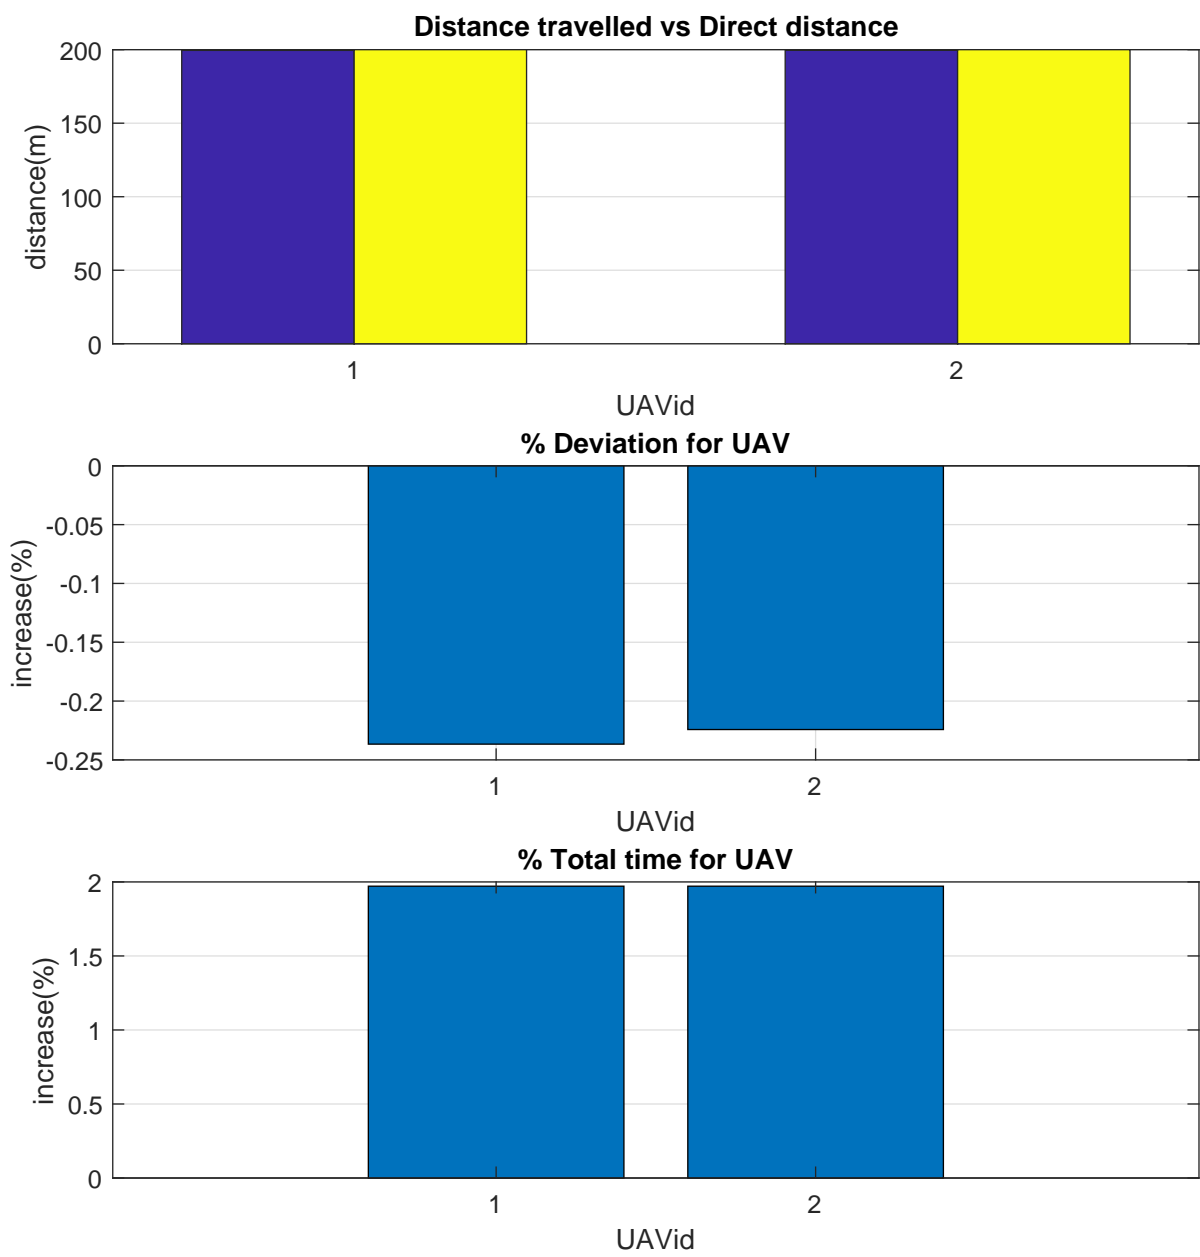 Distance travelled vs Direct distance
200
150
100
50
0
distance(m)
1 2
UAVid
% Deviation for UAV
0
-0.05
-0.1
-0.15
-0.2
-0.25
increase(%)
1 2
UAVid
% Total time for UAV
2
1.5
1
0.5
0
increase(%)
1 2
UAVid